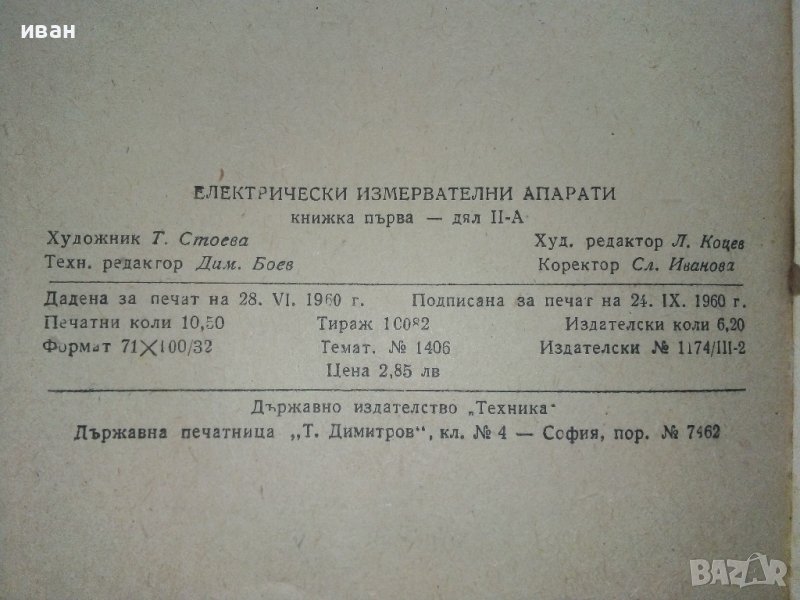 иван
ЕЛЕКТРИЧЕСКИ ИЗМЕРВАТЕЛНИ АПАРАТИ
книжка първа — дял II-А
Художник Т. Стоева Худ. редактор Л. Коцев
Техн. редакгор Дим. Боев Коректор Сл. Иванова
Дадена за печат на 28. VI. 1960 г. Подписана за печат на 24. IX. 1960 г.
Печатни коли 10,50 Тираж 10082 Издателски коли 6,20
Формат 71×100/32 Темат. № 1406 Издателски № 1174/III-2
Цена 2,85 лв
Държавно издателство „Техника“
Държавна печатница „Т. Димитров“, кл. № 4 — София, пор. № 7462
BAZAR